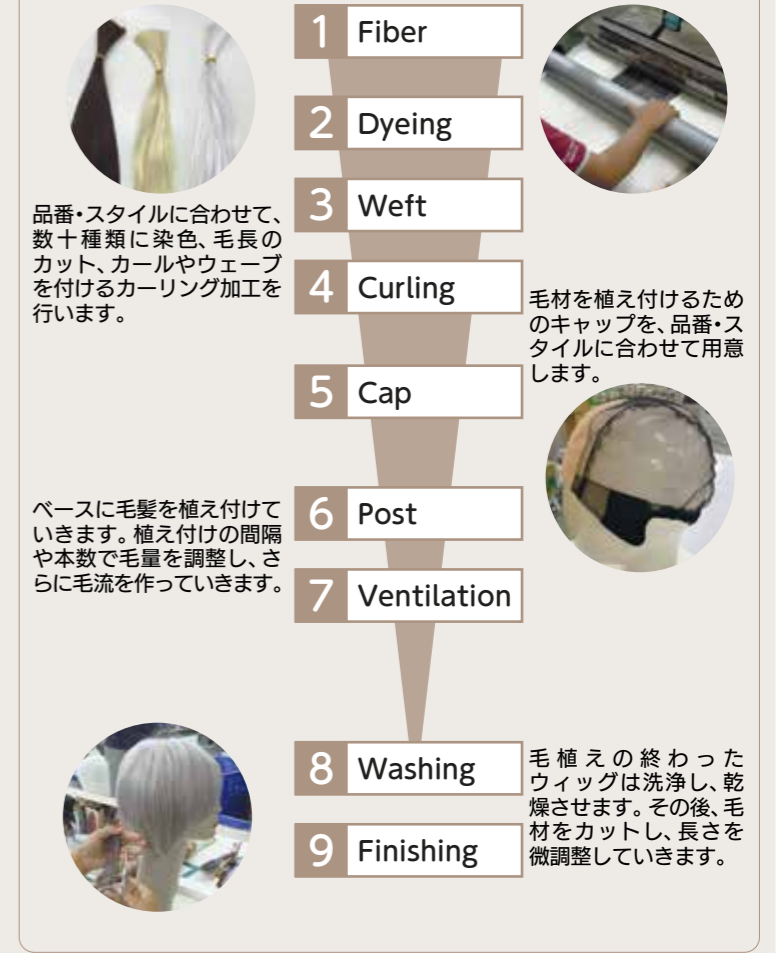 1 Fiber
2 Dyeing
3 Weft
4 Curling
品番・スタイルに合わせて、
数十種類に染色、毛長の
カット、カールやウェーブ
を付けるカーリング加工を
行います。
毛材を植え付けるため
のキャップを、品番・ス
タイルに合わせて用意
します。
5 Cap
6 Post
7 Ventilation
ベースに毛髪を植え付けて
いきます。植え付けの間隔
や本数で毛量を調整し、さ
らに毛流を作っていきます。
8 Washing
9 Finishing
毛植えの終わった
ウィッグは洗浄し、乾
燥させます。その後、毛
材をカットし、長さを
微調整していきます。